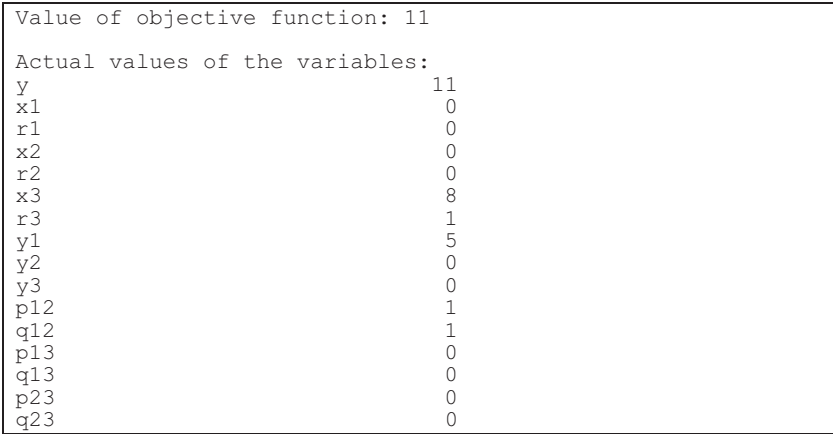 Value of objective function: 11
Actual values of the variables:
y 11
x1 0
r1 0
x2 0
r2 0
x3 8
r3 1
y1 5
y2 0
y3 0
p12 1
q12 1
p13 0
q13 0
p23 0
q23 0